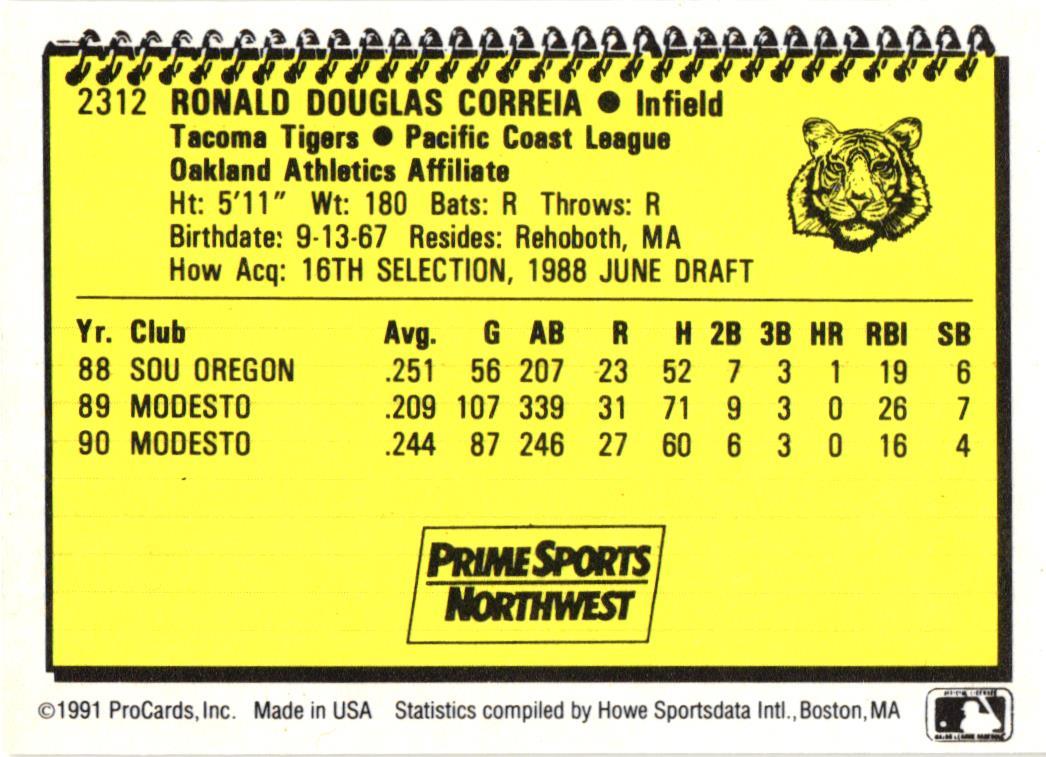 2312 RONALD DOUGLAS CORREIA ● Infield
Tacoma Tigers ● Pacific Coast League
Oakland Athletics Affiliate
Ht: 5'11" Wt: 180 Bats: R Throws: R
Birthdate: 9-13-67 Resides: Rehoboth, MA
How Acq: 16TH SELECTION, 1988 JUNE DRAFT
Yr. Club Avg. G AB R H 2B 3B HR RBI SB
88 SOU OREGON .251 56 207 23 52 7 3 1 19 6
89 MODESTO .209 107 339 31 71 9 3 0 26 7
90 MODESTO .244 87 246 27 60 6 3 0 16 4
PRIME SPORTS
NORTHWEST
©1991 ProCards, Inc. Made in USA Statistics compiled by Howe Sportsdata Intl., Boston, MA